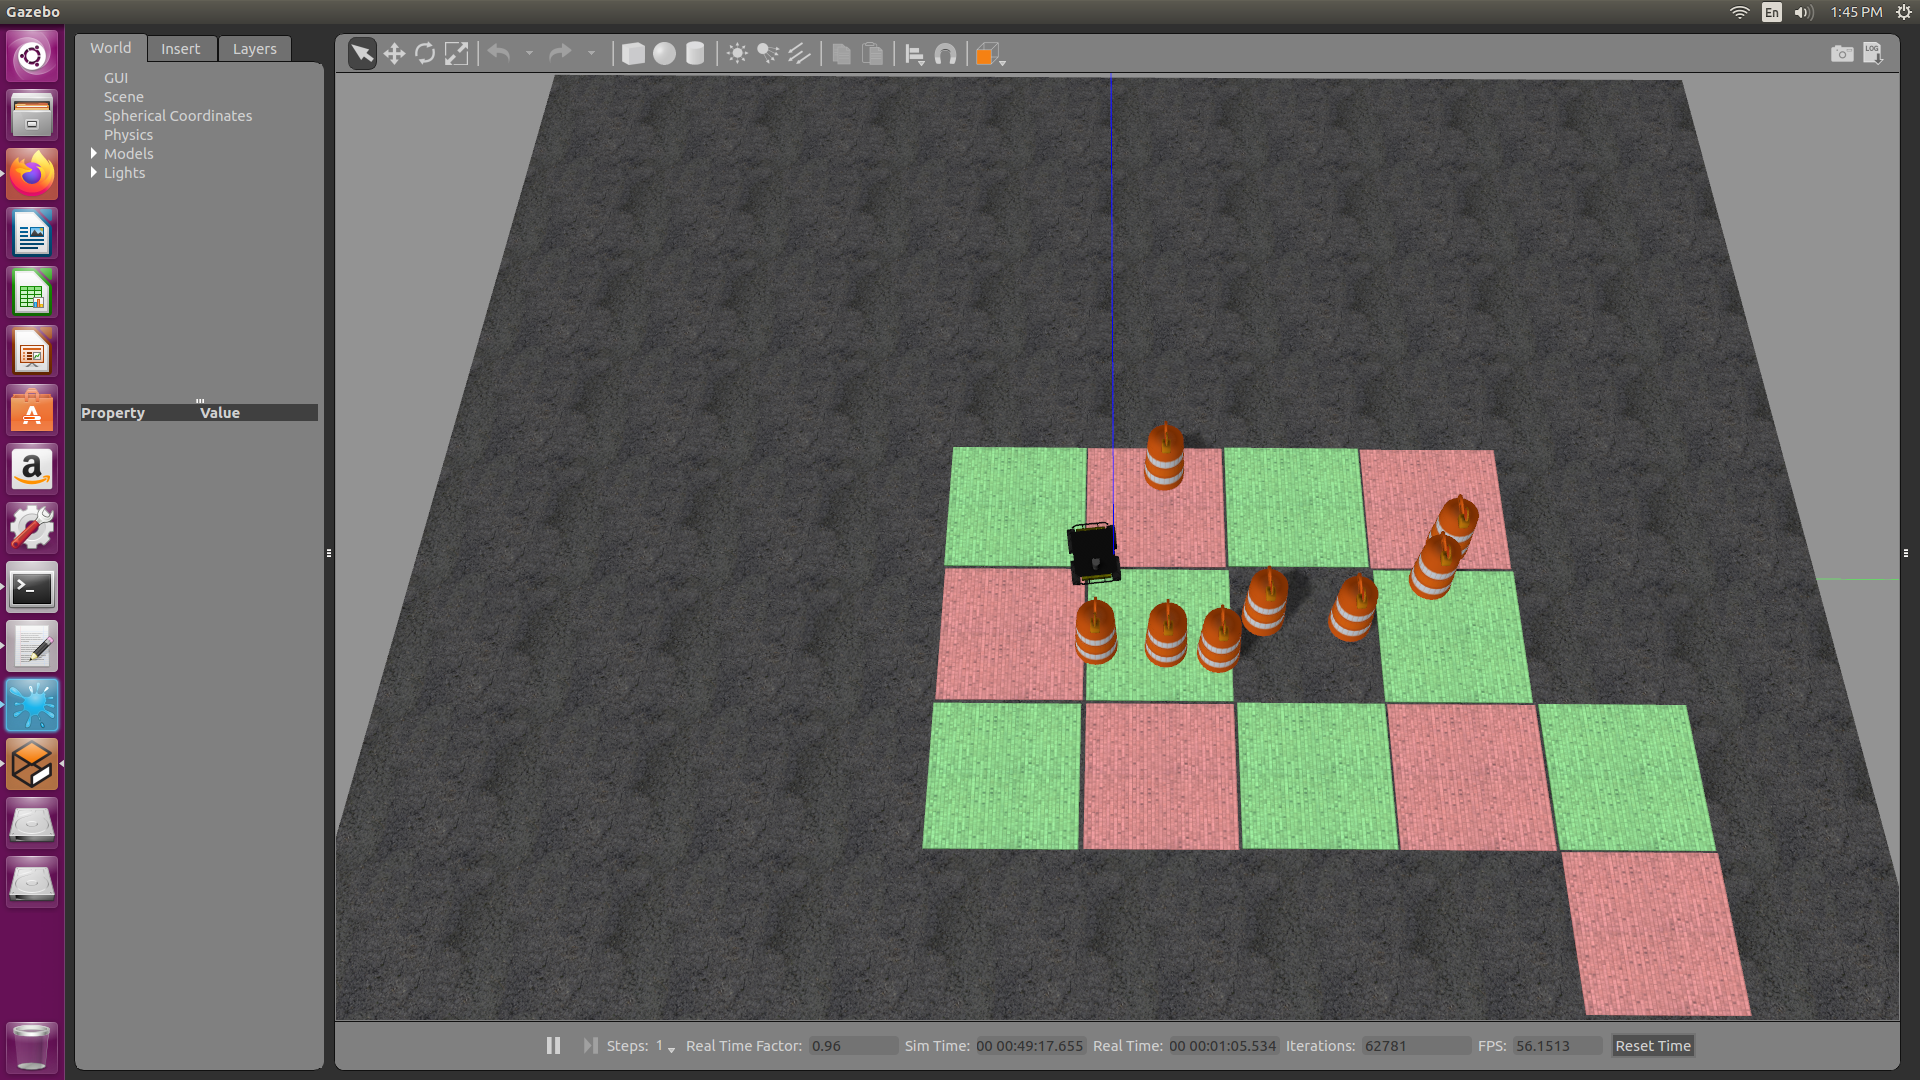 Gazebo
En
1:45 PM
World
Insert
Layers
GUI
Scene
Spherical Coordinates
Physics
Models
Lights
Property
Value
LOG
a
Steps: 1
Real Time Factor: 0.96
Sim Time: 00 00:49:17.655
Real Time: 00 00:01:05.534
Iterations: 62781
FPS: 56.1513
Reset Time